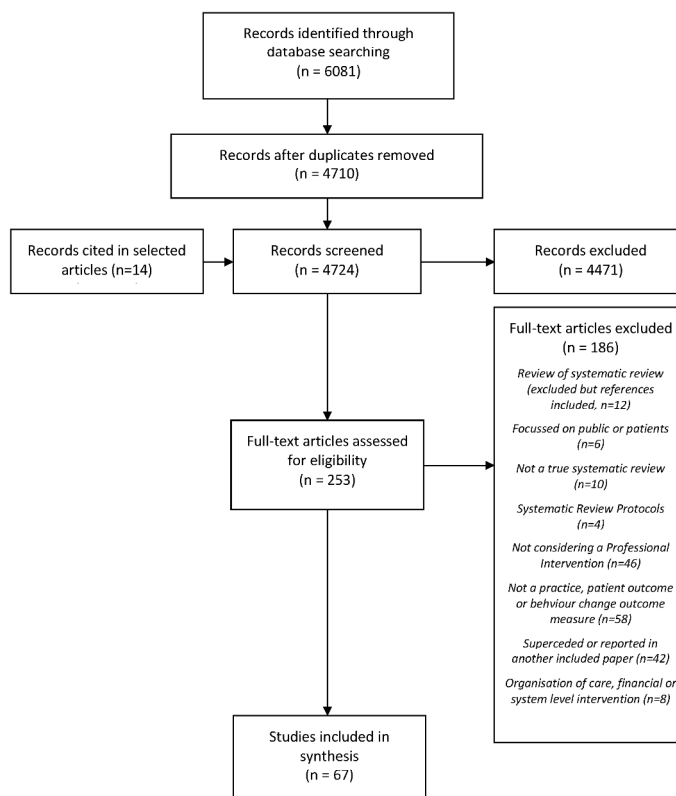 Records identified through
database searching
(n = 6081)
Records after duplicates removed
(n = 4710)
Records cited in selected
articles (n=14)
Records screened
(n = 4724)
Records excluded
(n = 4471)
Full-text articles assessed
for eligibility
(n = 253)
Full-text articles excluded
(n = 186)
Review of systematic review
(excluded but references
included, n=12)
Focussed on public or patients
(n=6)
Not a true systematic review
(n=10)
Systematic Review Protocols
(n=4)
Not considering a Professional
Intervention (n=46)
Not a practice, patient outcome
or behviour change outcome
measure (n=58)
Superceded or reported in
another included paper (n=42)
Organisation of care, financial or
system level intervention (n=8)
Studies included in
synthesis
(n = 67)